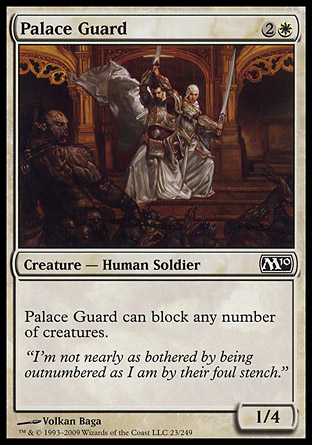 Palace Guard 2
Creature — Human Soldier M10
Palace Guard can block any number
of creatures.
“I’m not nearly as bothered by being
outnumbered as I am by their foul stench.”
Volkan Baga
™ & © 1993–2009 Wizards of the Coast LLC 23/249
1/4